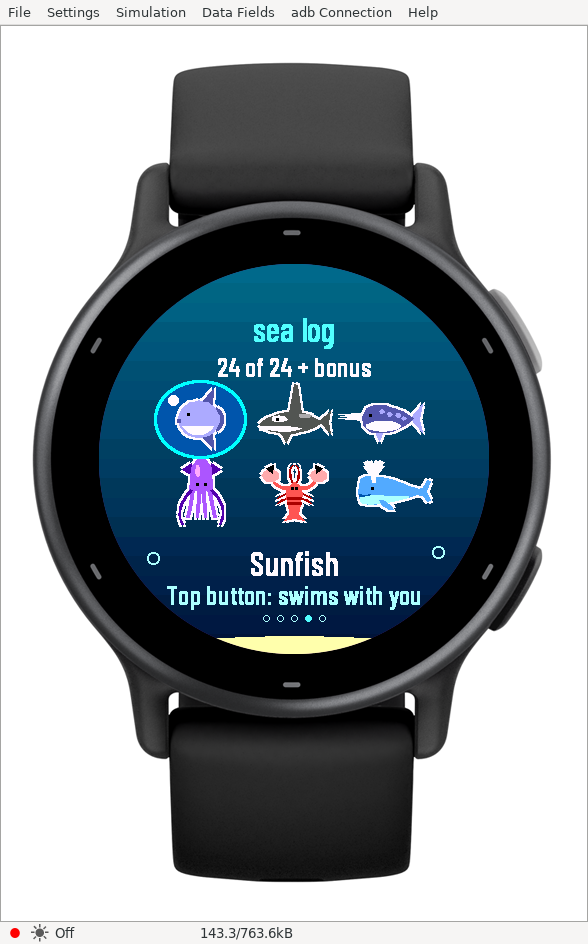 File Settings Simulation Data Fields adb Connection Help
sea log
24 of 24 + bonus
Sunfish
Top button: swims with you
Off 143.3/763.6kB